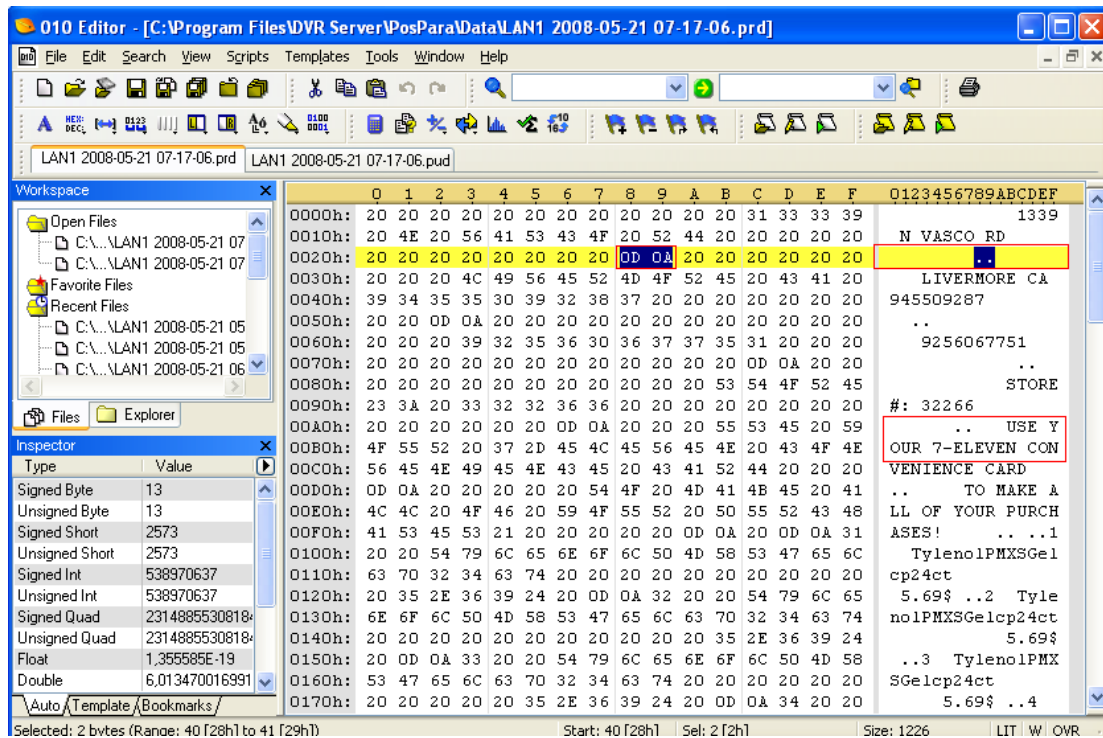 010 Editor - [C:\Program Files\DVR Server\PosPara\Data\LAN1 2008-05-21 07-17-06.prd]
File Edit Search View Scripts Templates Tools Window Help
LAN1 2008-05-21 07-17-06.prd LAN1 2008-05-21 07-17-06.pud
Workspace
Open Files
C:\...\LAN1 2008-05-21 07
C:\...\LAN1 2008-05-21 07
Favorite Files
Recent Files
C:\...\LAN1 2008-05-21 05
C:\...\LAN1 2008-05-21 05
C:\...\LAN1 2008-05-21 06
Files Explorer
Inspector
Type Value
Signed Byte 13
Unsigned Byte 13
Signed Short 2573
Unsigned Short 2573
Signed Int 538970637
Unsigned Int 538970637
Signed Quad 2314885530818
Unsigned Quad 2314885530818
Float 1,355585E-19
Double 6,013470016991
Auto Template Bookmarks
0 1 2 3 4 5 6 7 8 9 A B C D E F 0123456789ABCDEF
0000h: 20 20 20 20 20 20 20 20 20 20 20 20 31 33 33 39 1339
0010h: 20 4E 20 56 41 53 43 4F 20 52 44 20 20 20 20 20 N VASCO RD
0020h: 20 20 20 20 20 20 20 20 0D 0A 20 20 20 20 20 20 ..
0030h: 20 20 20 4C 49 56 45 52 4D 4F 52 45 20 43 41 20 LIVERMORE CA
0040h: 39 34 35 35 30 39 32 38 37 20 20 20 20 20 20 20 945509287
0050h: 20 20 0D 0A 20 20 20 20 20 20 20 20 20 20 20 20 ..
0060h: 20 20 20 39 32 35 36 30 36 37 37 35 31 20 20 20 9256067751
0070h: 20 20 20 20 20 20 20 20 20 20 20 20 0D 0A 20 20 ..
0080h: 20 20 20 20 20 20 20 20 20 20 20 53 54 4F 52 45 STORE
0090h: 23 3A 20 33 32 32 36 36 20 20 20 20 20 20 20 20 #: 32266
00A0h: 20 20 20 20 20 20 0D 0A 20 20 20 55 53 45 20 59 .. USE Y
00B0h: 4F 55 52 20 37 2D 45 4C 45 56 45 4E 20 43 4F 4E OUR 7-ELEVEN CON
00C0h: 56 45 4E 49 45 4E 43 45 20 43 41 52 44 20 20 20 VENIENCE CARD
00D0h: 0D 0A 20 20 20 20 20 54 4F 20 4D 41 4B 45 20 41 .. TO MAKE A
00E0h: 4C 4C 20 4F 46 20 59 4F 55 52 20 50 55 52 43 48 LL OF YOUR PURCH
00F0h: 41 53 45 53 21 20 20 20 20 20 0D 0A 20 0D 0A 31 ASES! .. ..1
0100h: 20 20 54 79 6C 65 6E 6F 6C 50 4D 58 53 47 65 6C TylenolPMXSGel
0110h: 63 70 32 34 63 74 20 20 20 20 20 20 20 20 20 20 cp24ct
0120h: 20 35 2E 36 39 24 20 0D 0A 32 20 20 54 79 6C 65 5.69$ ..2 Tyle
0130h: 6E 6F 6C 50 4D 58 53 47 65 6C 63 70 32 34 63 74 nolPMXSGelcp24ct
0140h: 20 20 20 20 20 20 20 20 20 20 20 35 2E 36 39 24 5.69$
0150h: 20 0D 0A 33 20 20 54 79 6C 65 6E 6F 6C 50 4D 58 ..3 TylenolPMX
0160h: 53 47 65 6C 63 70 32 34 63 74 20 20 20 20 20 20 SGelcp24ct
0170h: 20 20 20 20 20 35 2E 36 39 24 20 0D 0A 34 20 20 5.69$ ..4
Selected: 2 bytes (Range: 40 [28h] to 41 [29h]) Start: 40 [28h] Sel: 2 [2h] Size: 1226 LIT W OVR